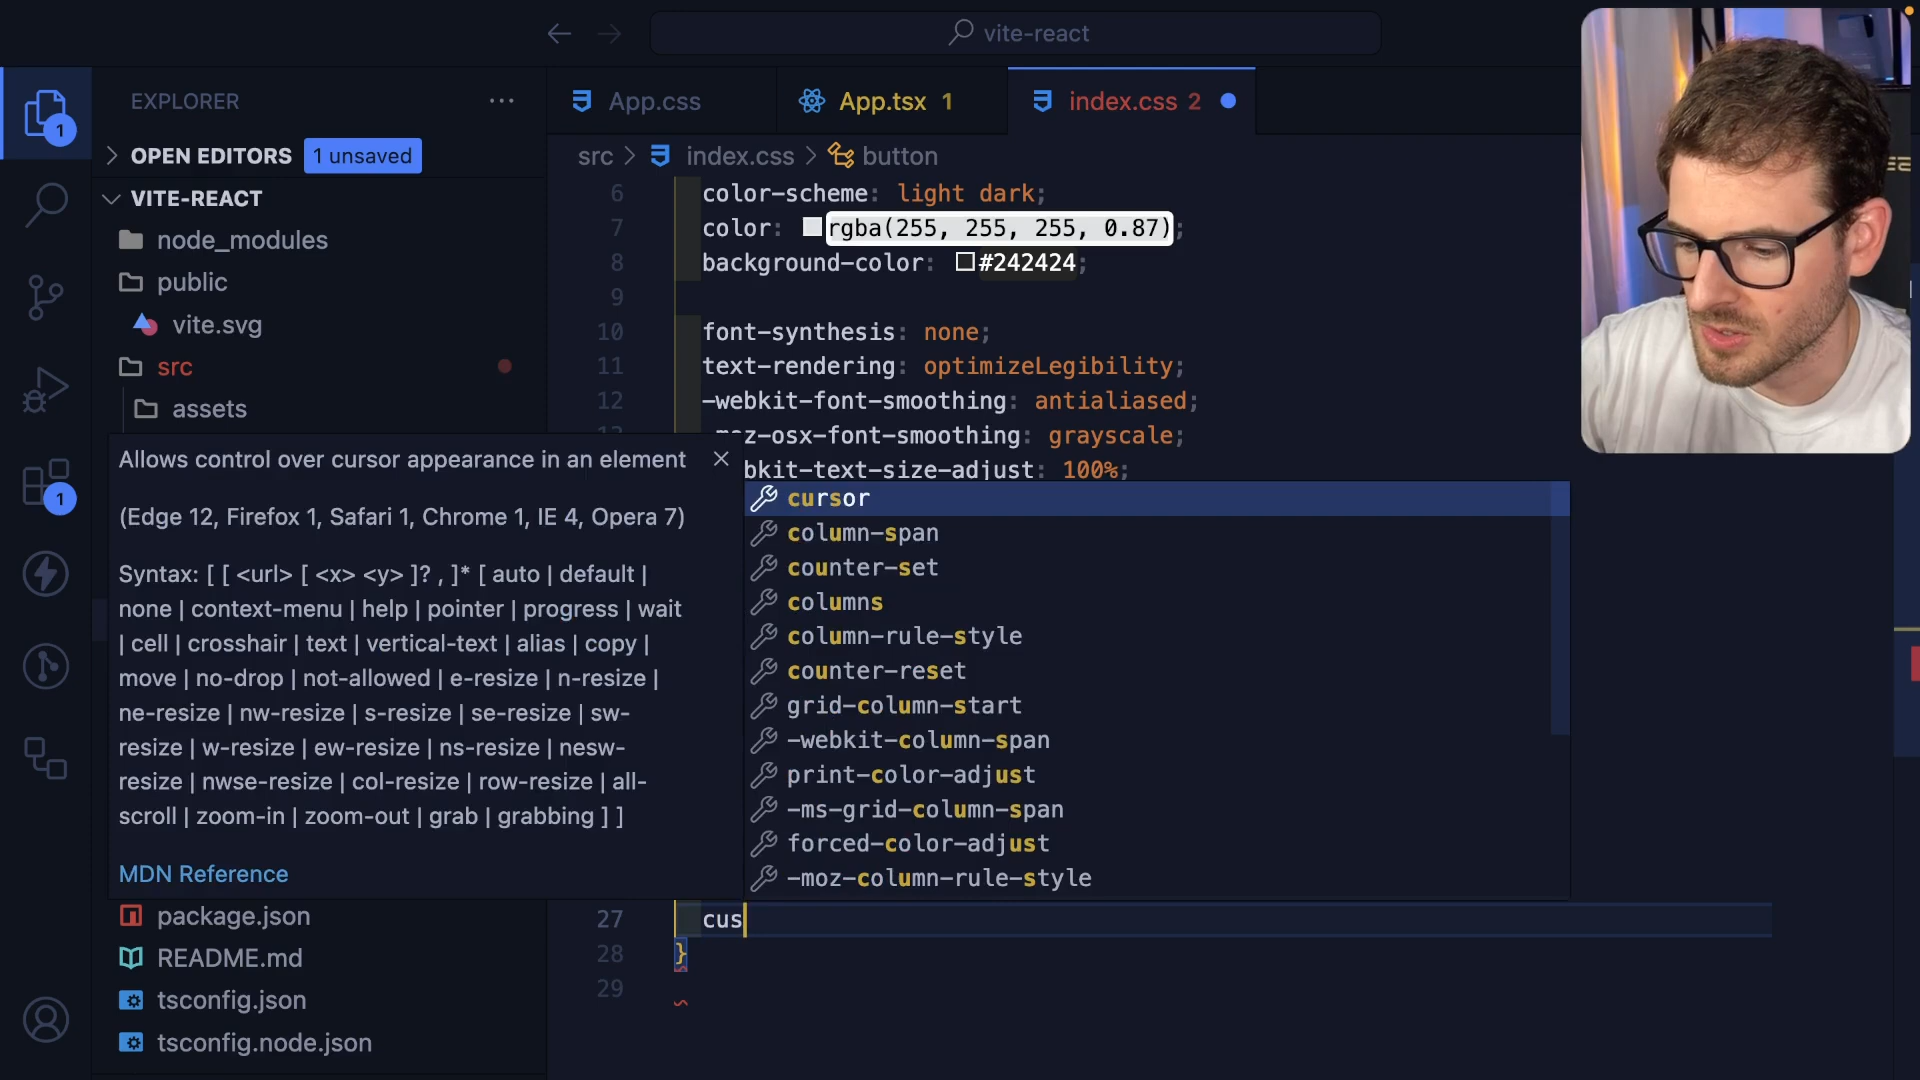 vite-react
EXPLORER
OPEN EDITORS
1 unsaved
VITE-REACT
node_modules
public
vite.svg
src
assets
App.css
App.tsx 1
index.css 2
src > index.css > button
6 color-scheme: light dark;
7 color: rgba(255, 255, 255, 0.87);
8 background-color: #242424;
9
10 font-synthesis: none;
11 text-rendering: optimizeLegibility;
12 -webkit-font-smoothing: antialiased;
-moz-osx-font-smoothing: grayscale;
bkit-text-size-adjust: 100%;
Allows control over cursor appearance in an element
(Edge 12, Firefox 1, Safari 1, Chrome 1, IE 4, Opera 7)
Syntax: [ [ <url> [ <x> <y> ]? , ]* [ auto | default |
none | context-menu | help | pointer | progress | wait
| cell | crosshair | text | vertical-text | alias | copy |
move | no-drop | not-allowed | e-resize | n-resize |
ne-resize | nw-resize | s-resize | se-resize | sw-
resize | w-resize | ew-resize | ns-resize | nesw-
resize | nwse-resize | col-resize | row-resize | all-
scroll | zoom-in | zoom-out | grab | grabbing ] ]
MDN Reference
cursor
column-span
counter-set
columns
column-rule-style
counter-reset
grid-column-start
-webkit-column-span
print-color-adjust
-ms-grid-column-span
forced-color-adjust
-moz-column-rule-style
27 cus
28 }
29
package.json
README.md
tsconfig.json
tsconfig.node.json
1
1